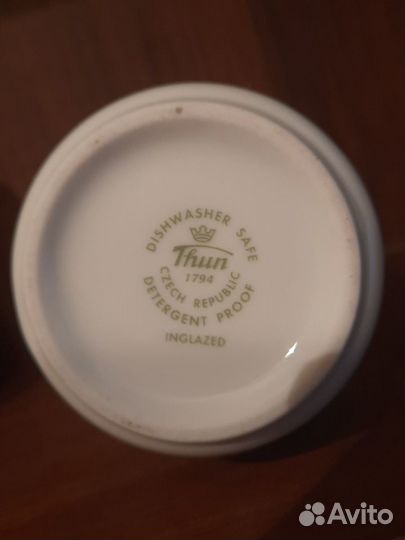 DISHWASHER SAFE
Thun
1794
CZECH REPUBLIC
DETERGENT PROOF
INGLAZED
Avito